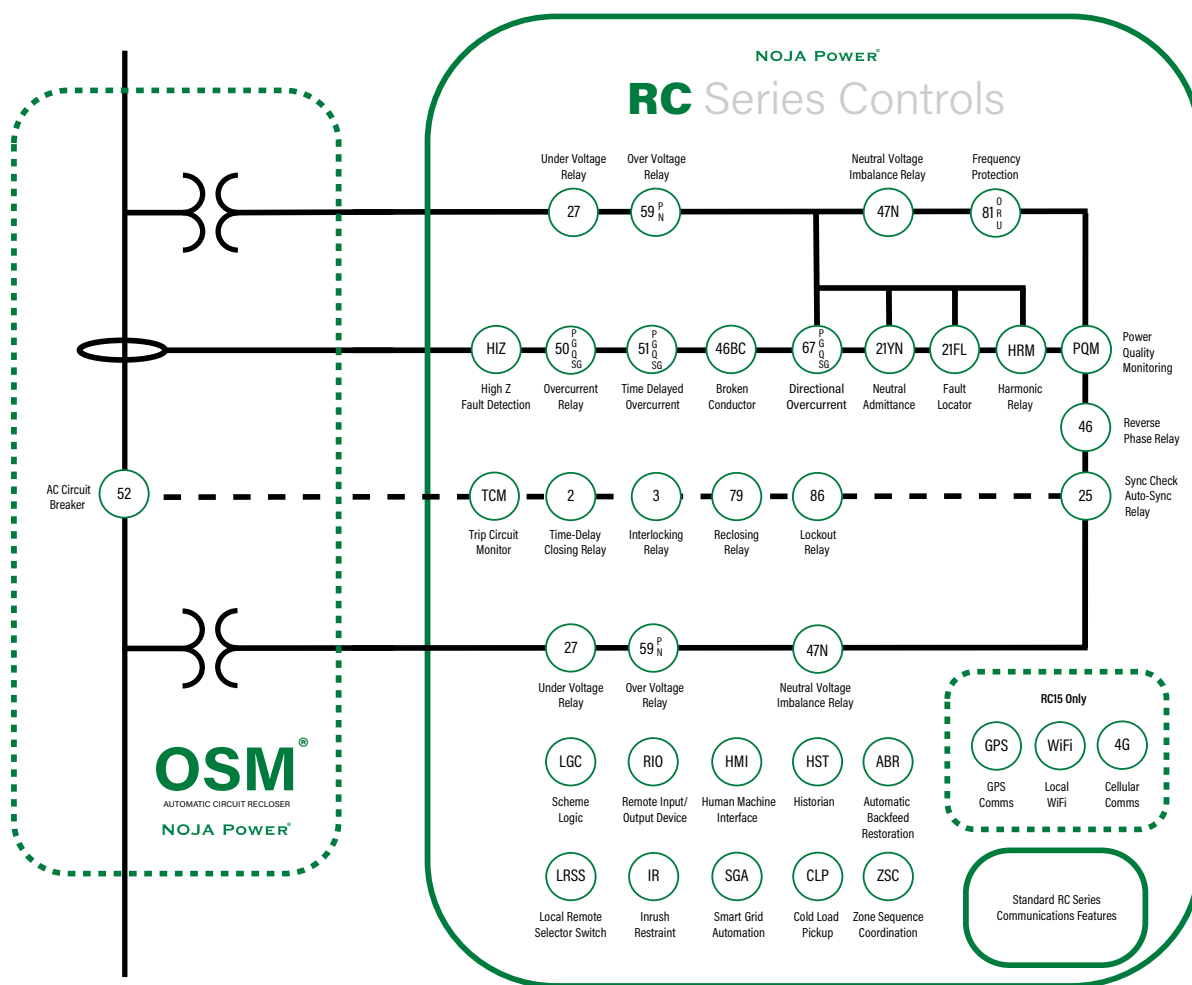 NOJA POWER®
RC Series Controls
Under Voltage
Relay
Over Voltage
Relay
Neutral Voltage
Imbalance Relay
Frequency
Protection
27
59 P N
47N
81 O R U
HIZ
50 P G Q SG
51 P G Q SG
46BC
67 P G Q SG
21YN
21FL
HRM
PQM
Power
Quality
Monitoring
High Z
Fault Detection
Overcurrent
Relay
Time Delayed
Overcurrent
Broken
Conductor
Directional
Overcurrent
Neutral
Admittance
Fault
Locator
Harmonic
Relay
46
Reverse
Phase Relay
AC Circuit
Breaker
52
TCM
2
3
79
86
25
Sync Check
Auto-Sync
Relay
Trip Circuit
Monitor
Time-Delay
Closing Relay
Interlocking
Relay
Reclosing
Relay
Lockout
Relay
27
59 P N
47N
Under Voltage
Relay
Over Voltage
Relay
Neutral Voltage
Imbalance Relay
OSM®
AUTOMATIC CIRCUIT RECLOSER
NOJA POWER®
LGC
RIO
HMI
HST
ABR
Scheme
Logic
Remote Input/
Output Device
Human Machine
Interface
Historian
Automatic
Backfeed
Restoration
RC15 Only
GPS
WiFi
4G
GPS
Comms
Local
WiFi
Cellular
Comms
LRSS
IR
SGA
CLP
ZSC
Local Remote
Selector Switch
Inrush
Restraint
Smart Grid
Automation
Cold Load
Pickup
Zone Sequence
Coordination
Standard RC Series
Communications Features